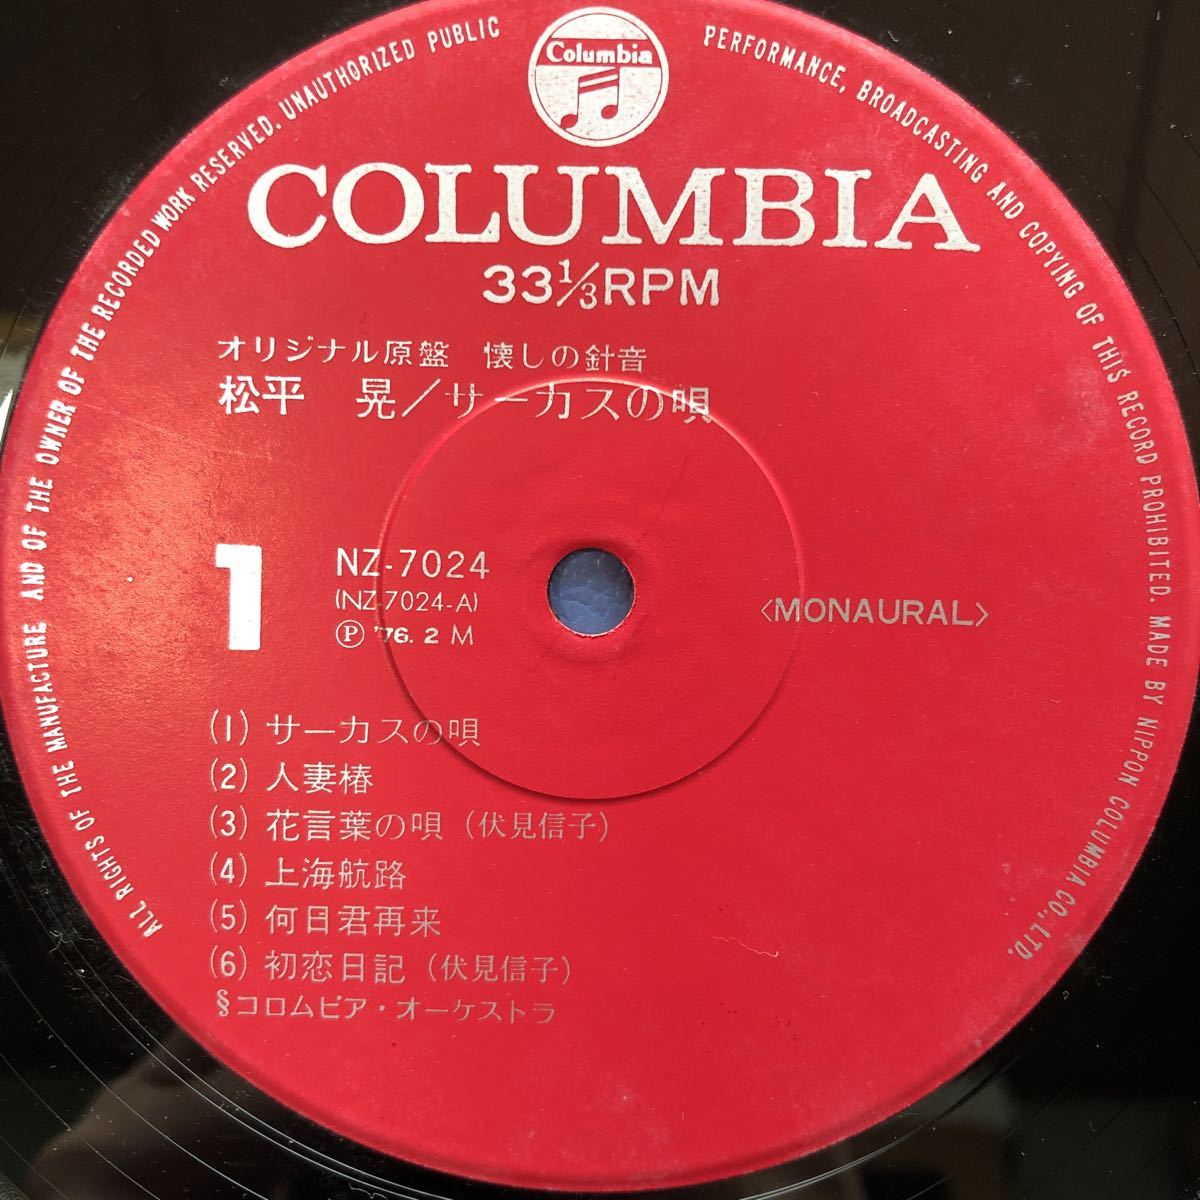 Columbia
COLUMBIA
33⅓RPM
オリジナル原盤 懐しの針音
松平 晃/サーカスの唄
1
NZ-7024
(NZ-7024-A)
Ⓟ '76. 2 M
〈MONAURAL〉
(1) サーカスの唄
(2) 人妻椿
(3) 花言葉の唄 (伏見信子)
(4) 上海航路
(5) 何日君再来
(6) 初恋日記 (伏見信子)
§コロムビア・オーケストラ
ALL RIGHTS OF THE MANUFACTURE AND OF THE OWNER OF THE RECORDED WORK RESERVED. UNAUTHORIZED PUBLIC PERFORMANCE, BROADCASTING AND COPYING OF THIS RECORD PROHIBITED. MADE BY NIPPON COLUMBIA CO., LTD.